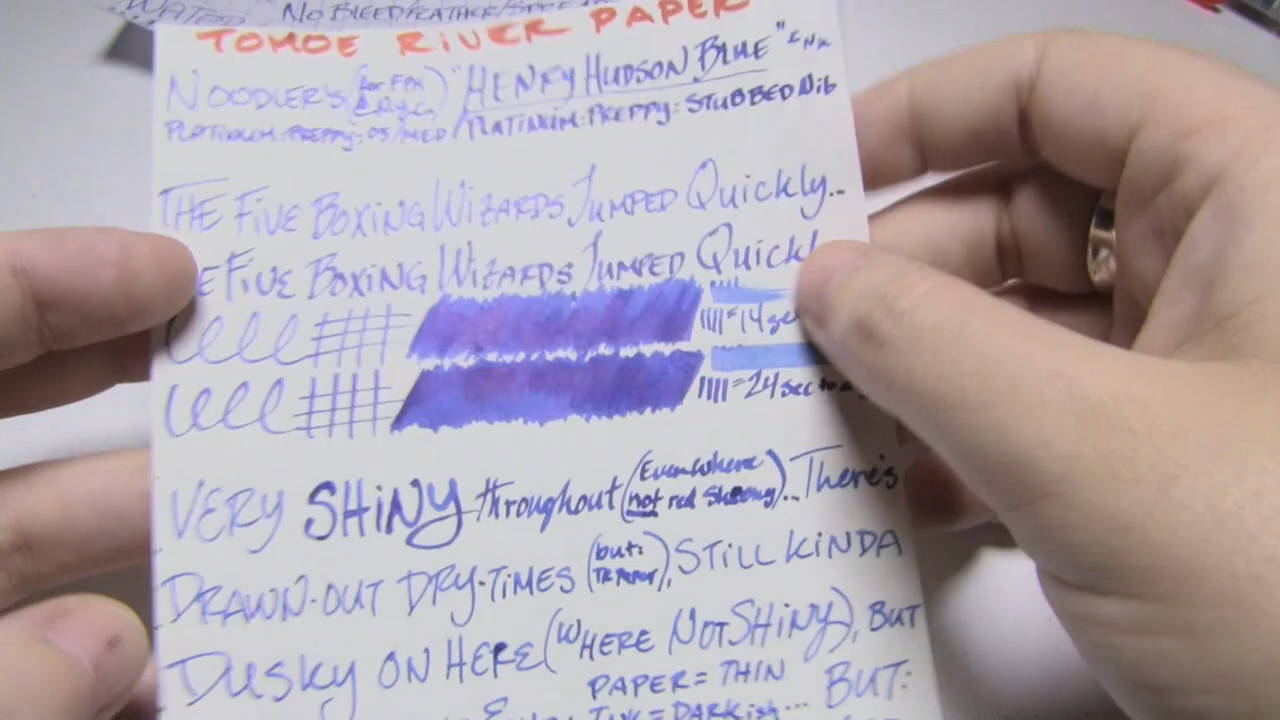 NO BLEED/FEATHER/
TOMOE RIVER PAPER
NOODLER'S (for FPN "HENRY HUDSON BLUE" INK
PLATINUM:PREPPY:05/MED/PLATINUM:PREPPY:STUBBED Nib
THE FiVE BOXiNG WiZARDS JUMPED QuickLy...
E FiVE BOXiNG WiZARDS JUMPED Quickl
||||=14 se
||||=24 sec
VERY SHiNY throughout (Everywhere not red Sheeny)... There's
DRAWN-OUT DRY-TiMES (but: TR PAPER), STiLL KiNDA
DUSKY ON HERE (WHERE NOT SHiNy), BUT
PAPER = THIN BUT:
INK = DARKish...